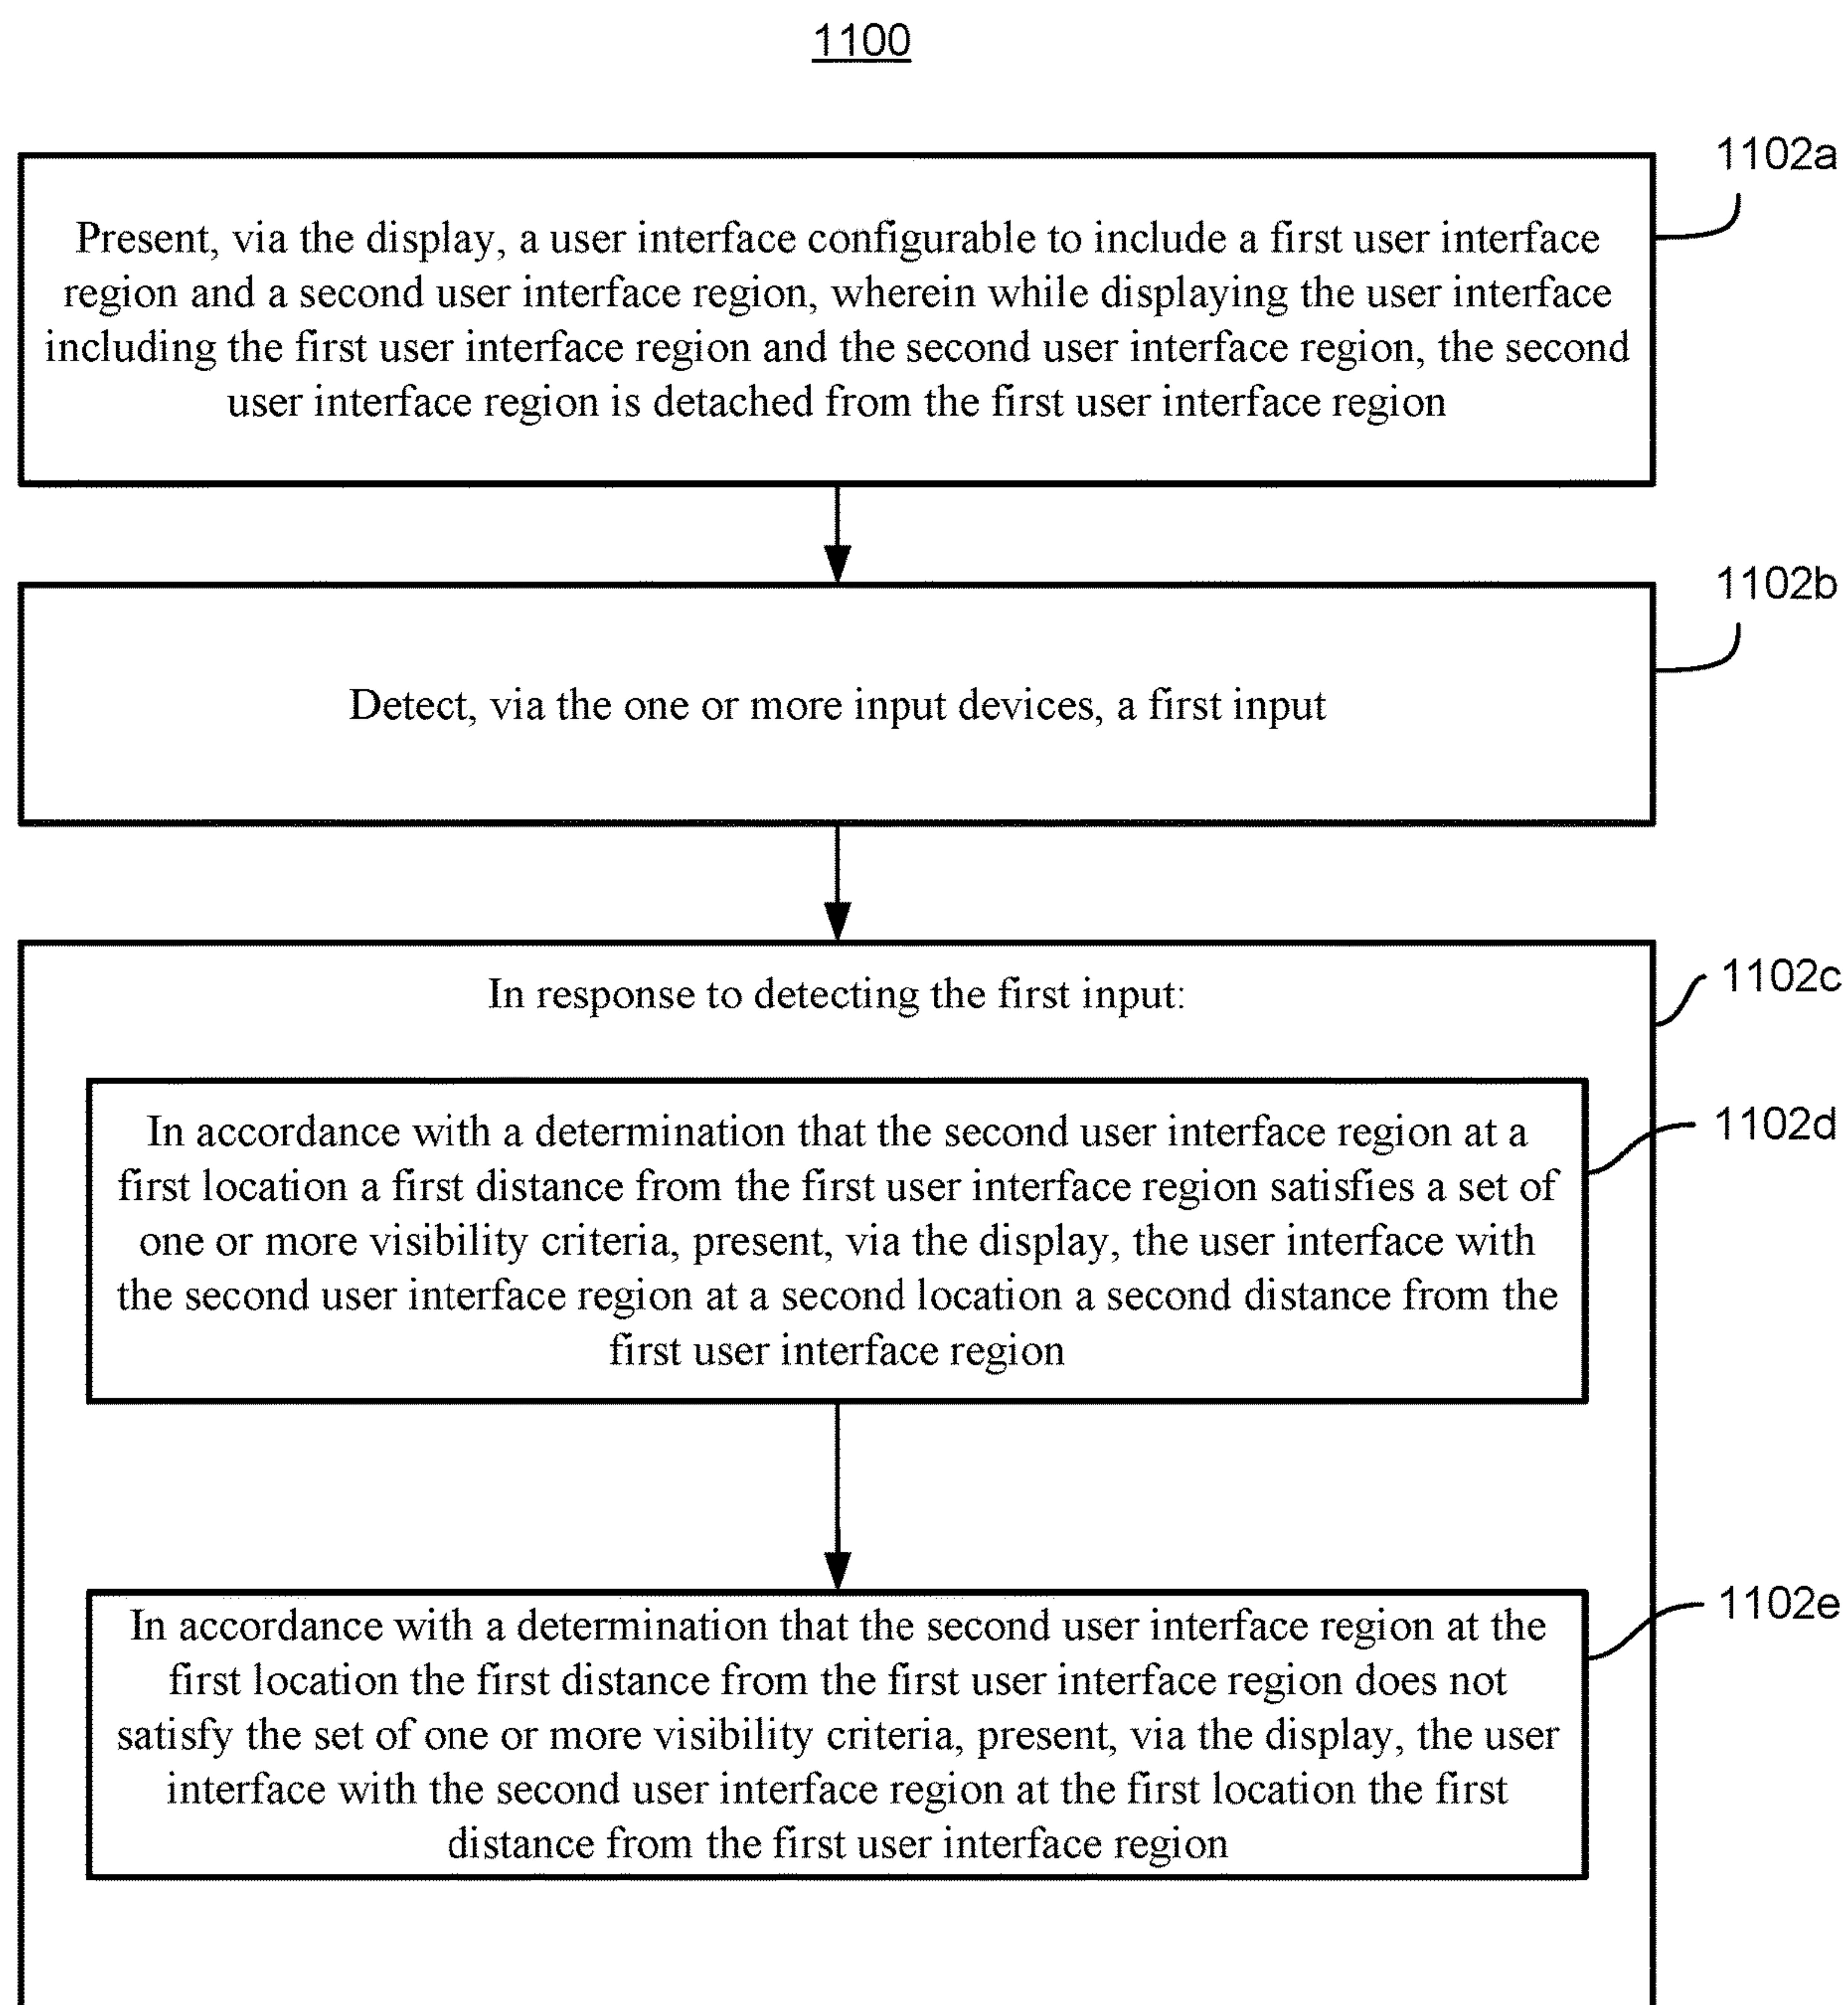 1100
1102a
Present, via the display, a user interface configurable to include a first user interface
region and a second user interface region, wherein while displaying the user interface
including the first user interface region and the second user interface region, the second
user interface region is detached from the first user interface region
1102b
Detect, via the one or more input devices, a first input
1102c
In response to detecting the first input:
1102d
In accordance with a determination that the second user interface region at a
first location a first distance from the first user interface region satisfies a set of
one or more visibility criteria, present, via the display, the user interface with
the second user interface region at a second location a second distance from the
first user interface region
1102e
In accordance with a determination that the second user interface region at the
first location the first distance from the first user interface region does not
satisfy the set of one or more visibility criteria, present, via the display, the user
interface with the second user interface region at the first location the first
distance from the first user interface region